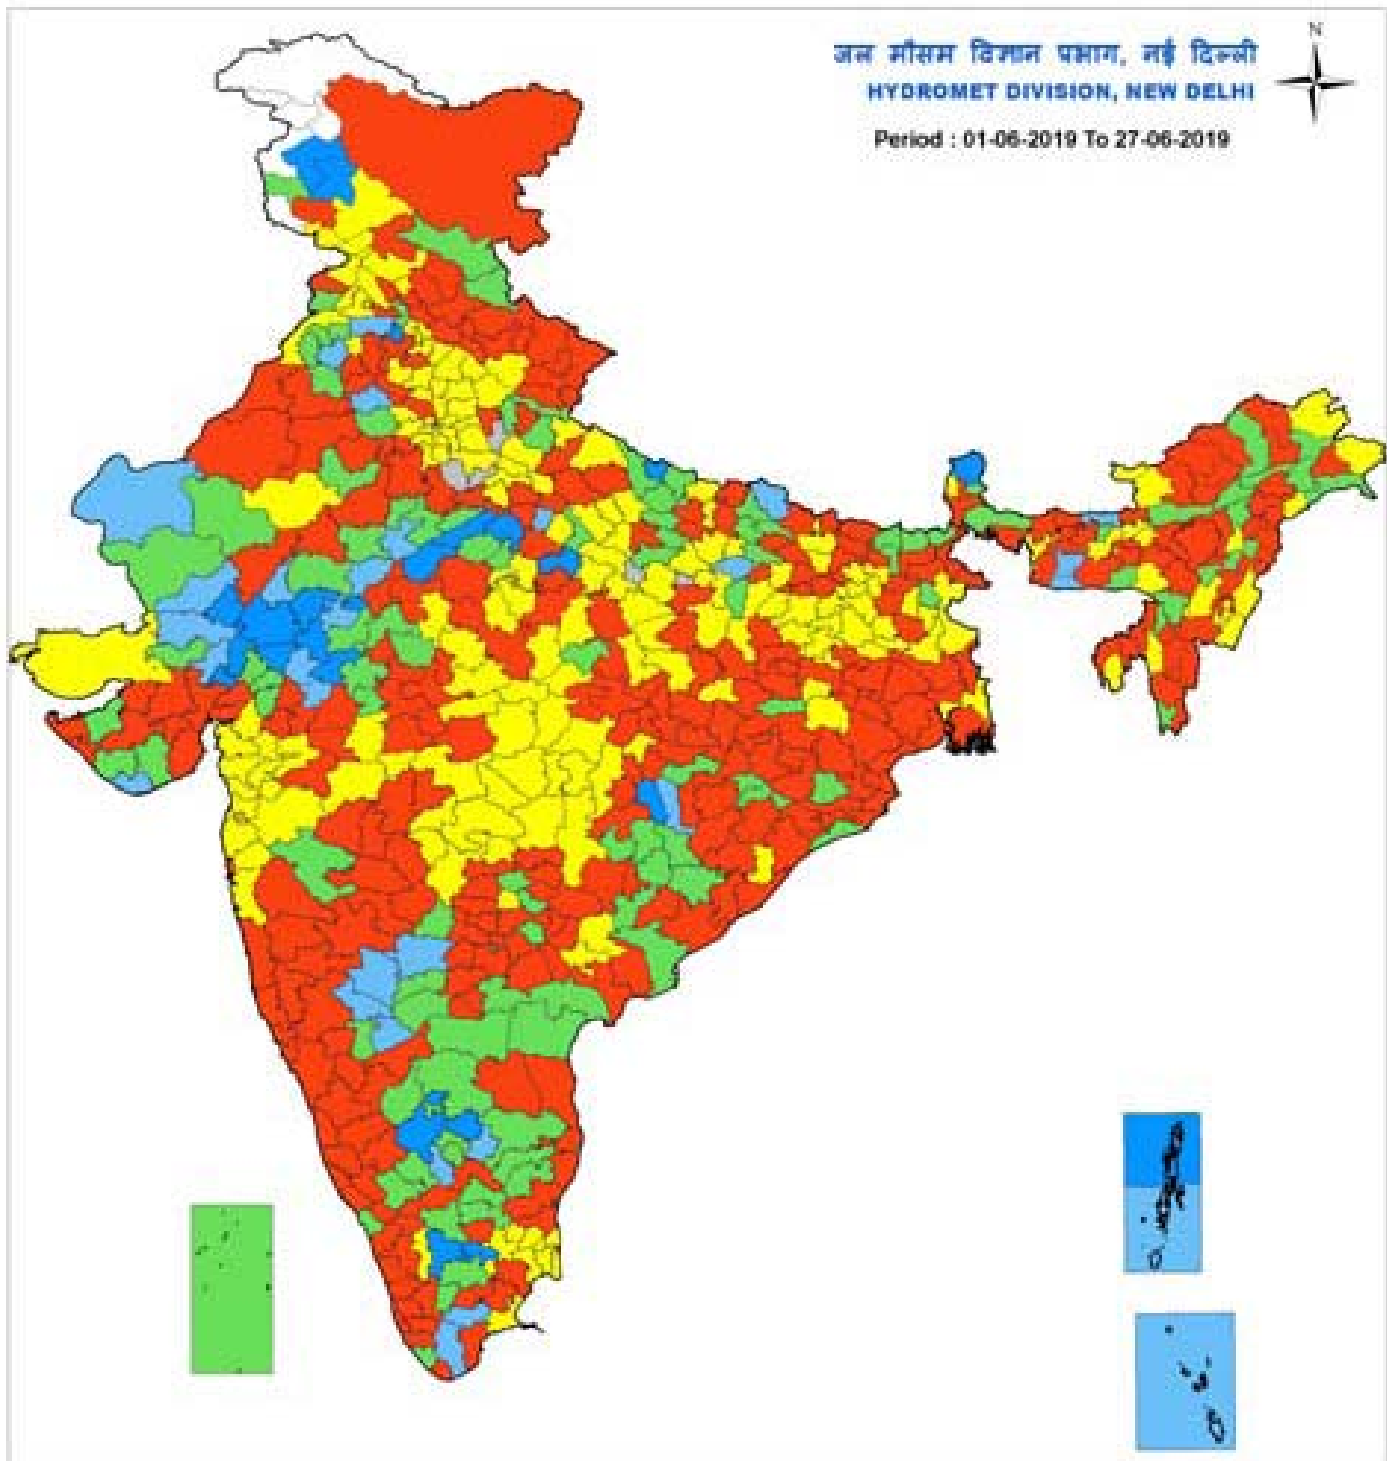 जल मौसम विज्ञान प्रभाग, नई दिल्ली
HYDROMET DIVISION, NEW DELHI
Period : 01-06-2019 To 27-06-2019
N